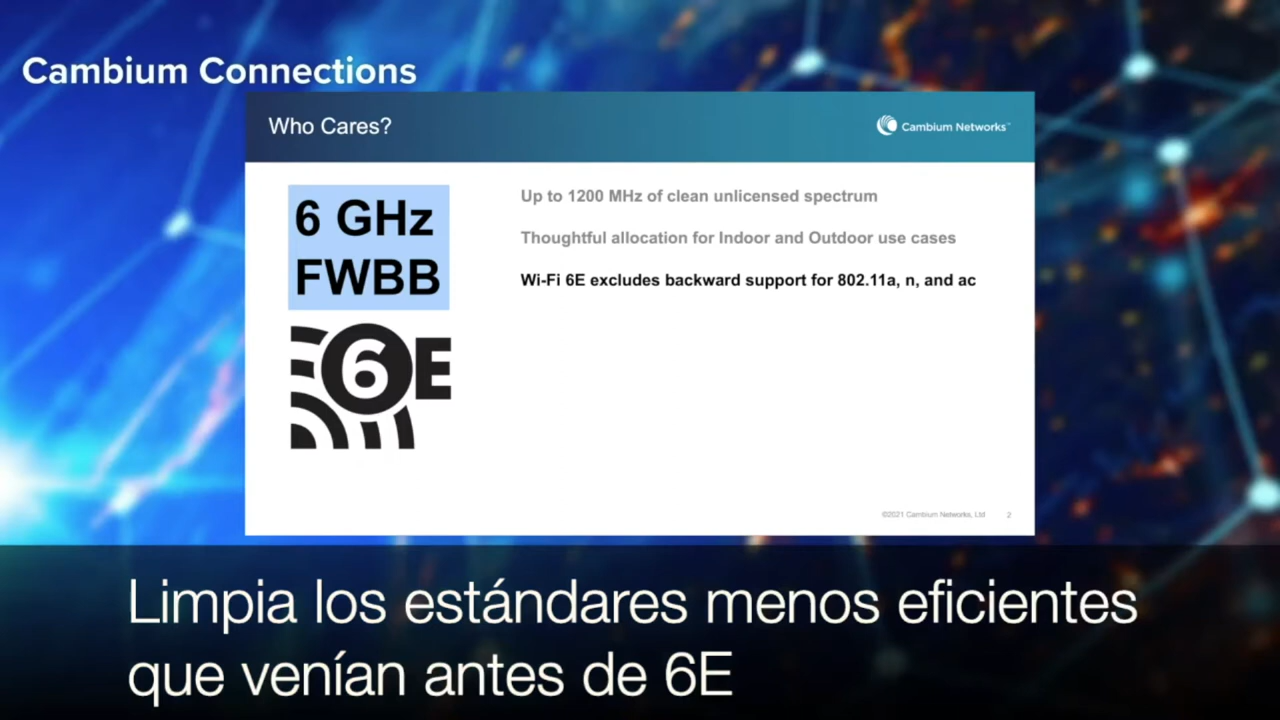 Cambium Connections
Who Cares?
Cambium Networks™
6 GHz
FWBB
Up to 1200 MHz of clean unlicensed spectrum
Thoughtful allocation for Indoor and Outdoor use cases
Wi-Fi 6E excludes backward support for 802.11a, n, and ac
6E
©2021 Cambium Networks, Ltd 2
Limpia los estándares menos eficientes
que venían antes de 6E